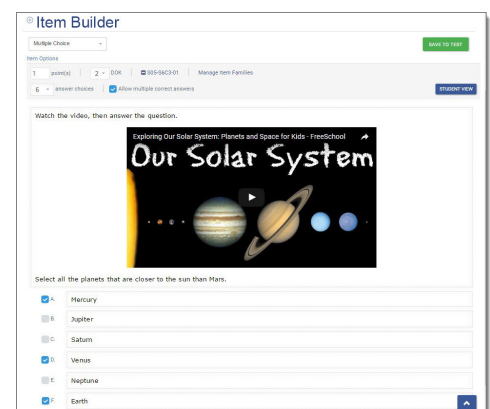 Item Builder
Multiple Choice
SAVE TO TEST
Item Options
1 point(s) 2 DOK S05-S6C3-01 Manage Item Families
6 answer choices Allow multiple correct answers STUDENT VIEW
Watch the video, then answer the question.
Exploring Our Solar System: Planets and Space for Kids - FreeSchool
Our Solar System
Select all the planets that are closer to the sun than Mars.
A. Mercury
B. Jupiter
C. Saturn
D. Venus
E. Neptune
F. Earth